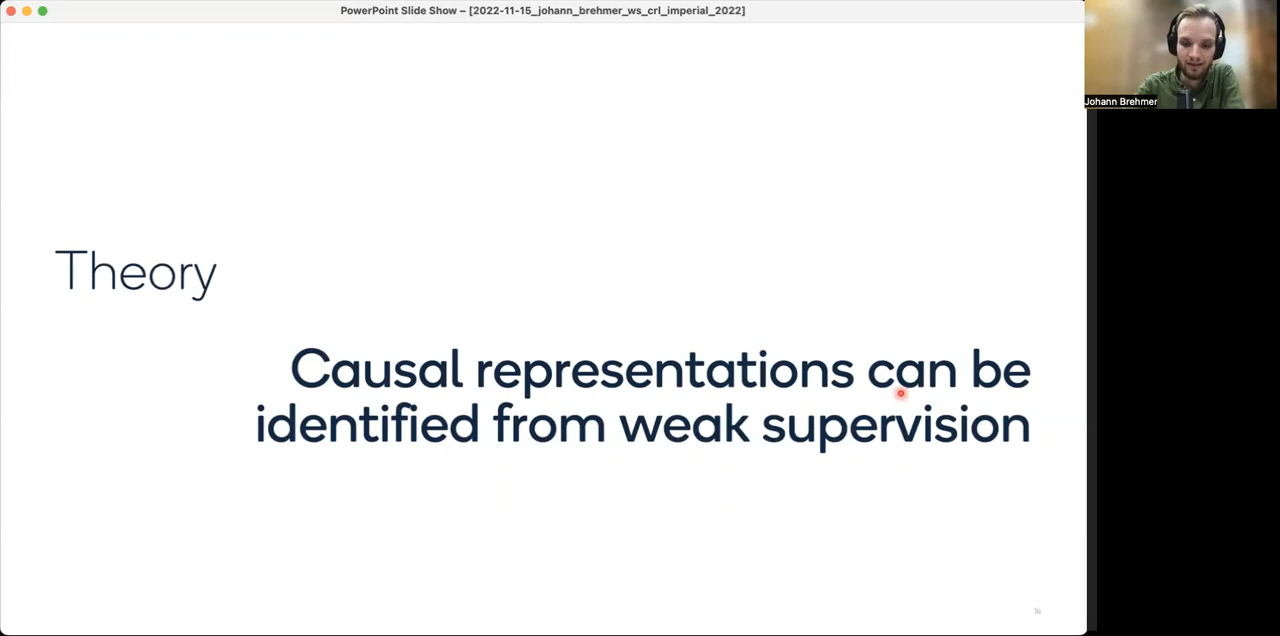 PowerPoint Slide Show – [2022-11-15_johann_brehmer_ws_crl_imperial_2022]
Johann Brehmer
Theory
Causal representations can be
identified from weak supervision